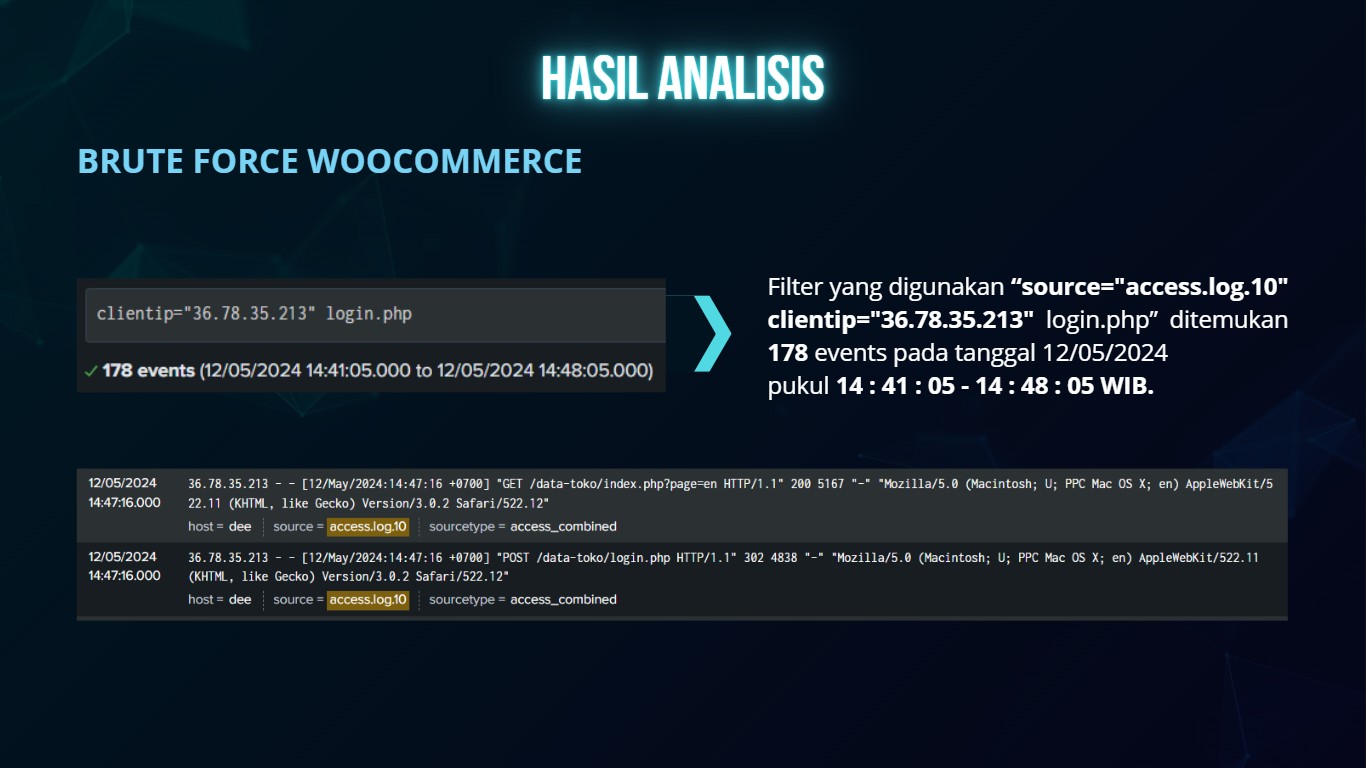 HASIL ANALISIS
BRUTE FORCE WOOCOMMERCE
clientip="36.78.35.213" login.php
✓ 178 events (12/05/2024 14:41:05.000 to 12/05/2024 14:48:05.000)
Filter yang digunakan “source="access.log.10"
clientip="36.78.35.213" login.php” ditemukan
178 events pada tanggal 12/05/2024
pukul 14 : 41 : 05 - 14 : 48 : 05 WIB.
12/05/2024
14:47:16.000
36.78.35.213 - - [12/May/2024:14:47:16 +0700] "GET /data-toko/index.php?page=en HTTP/1.1" 200 5167 "-" "Mozilla/5.0 (Macintosh; U; PPC Mac OS X; en) AppleWebKit/5
22.11 (KHTML, like Gecko) Version/3.0.2 Safari/522.12"
host = dee source = access.log.10 sourcetype = access_combined
12/05/2024
14:47:16.000
36.78.35.213 - - [12/May/2024:14:47:16 +0700] "POST /data-toko/login.php HTTP/1.1" 302 4838 "-" "Mozilla/5.0 (Macintosh; U; PPC Mac OS X; en) AppleWebKit/522.11
(KHTML, like Gecko) Version/3.0.2 Safari/522.12"
host = dee source = access.log.10 sourcetype = access_combined